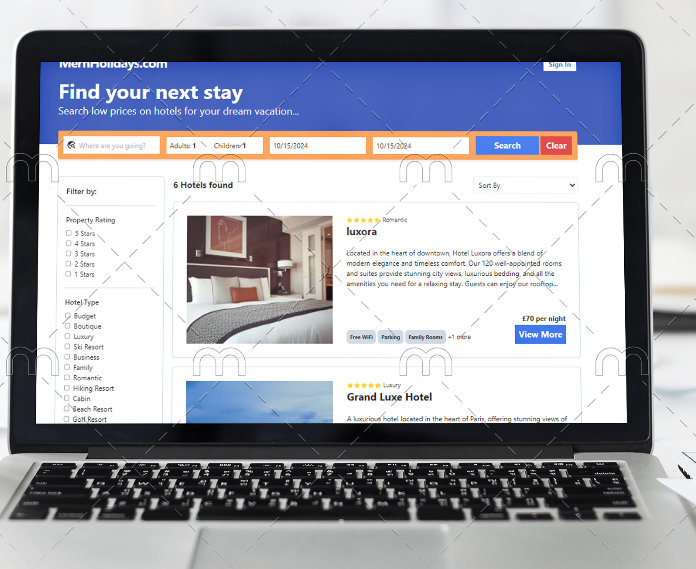 MernHolidays.com
Sign In
Find your next stay
Search low prices on hotels for your dream vacation...
Where are you going?
Adults: 1
Children: 1
10/15/2024
10/15/2024
Search
Clear
Filter by:
6 Hotels found
Sort By
Property Rating
5 Stars
4 Stars
3 Stars
2 Stars
1 Stars
Hotel Type
Budget
Boutique
Luxury
Ski Resort
Business
Family
Romantic
Hiking Resort
Cabin
Beach Resort
Golf Resort
Romantic
luxora
Located in the heart of downtown, Hotel Luxora offers a blend of
modern elegance and timeless comfort. Our 120 well-appointed rooms
and suites provide stunning city views, luxurious bedding, and all the
amenities you need for a relaxing stay. Guests can enjoy our rooftop...
£70 per night
Free WiFi
Parking
Family Rooms
+1 more
View More
Luxury
Grand Luxe Hotel
A luxurious hotel located in the heart of Paris, offering stunning views of